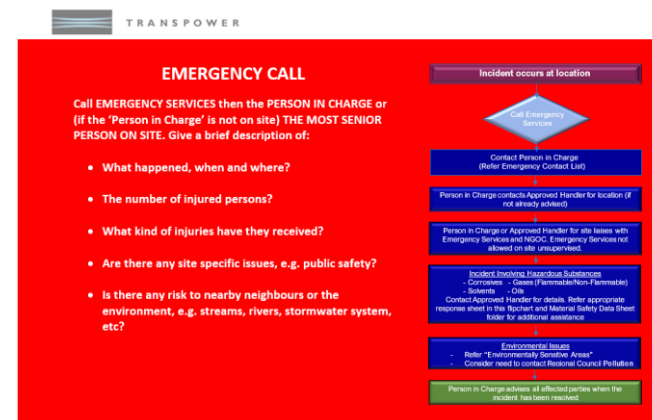 TRANSPOWER
EMERGENCY CALL
Call EMERGENCY SERVICES then the PERSON IN CHARGE or
(if the 'Person in Charge' is not on site) THE MOST SENIOR
PERSON ON SITE. Give a brief description of:
• What happened, when and where?
• The number of injured persons?
• What kind of injuries have they received?
• Are there any site specific issues, e.g. public safety?
• Is there any risk to nearby neighbours or the
environment, e.g. streams, rivers, stormwater system,
etc?
Incident occurs at location
Call Emergency
Services
Contact Person in Charge
(Refer Emergency Contact List)
Person in Charge contacts Approved Handler for location (if
not already advised)
Person in Charge or Approved Handler for site liaises with
Emergency Services and NGOC. Emergency Services not
allowed on site unsupervised.
Incident Involving Hazardous Substances
- Corrosives - Gases (Flammable/Non-Flammable)
- Solvents - Oils
Contact Approved Handler for details. Refer appropriate
response sheet in this flipchart and Material Safety Data Sheet
folder for additional assistance
Environmental Issues
- Refer "Environmentally Sensitive Areas"
- Consider need to contact Regional Council Pollution
Person in Charge advises all affected parties when the
incident has been resolved